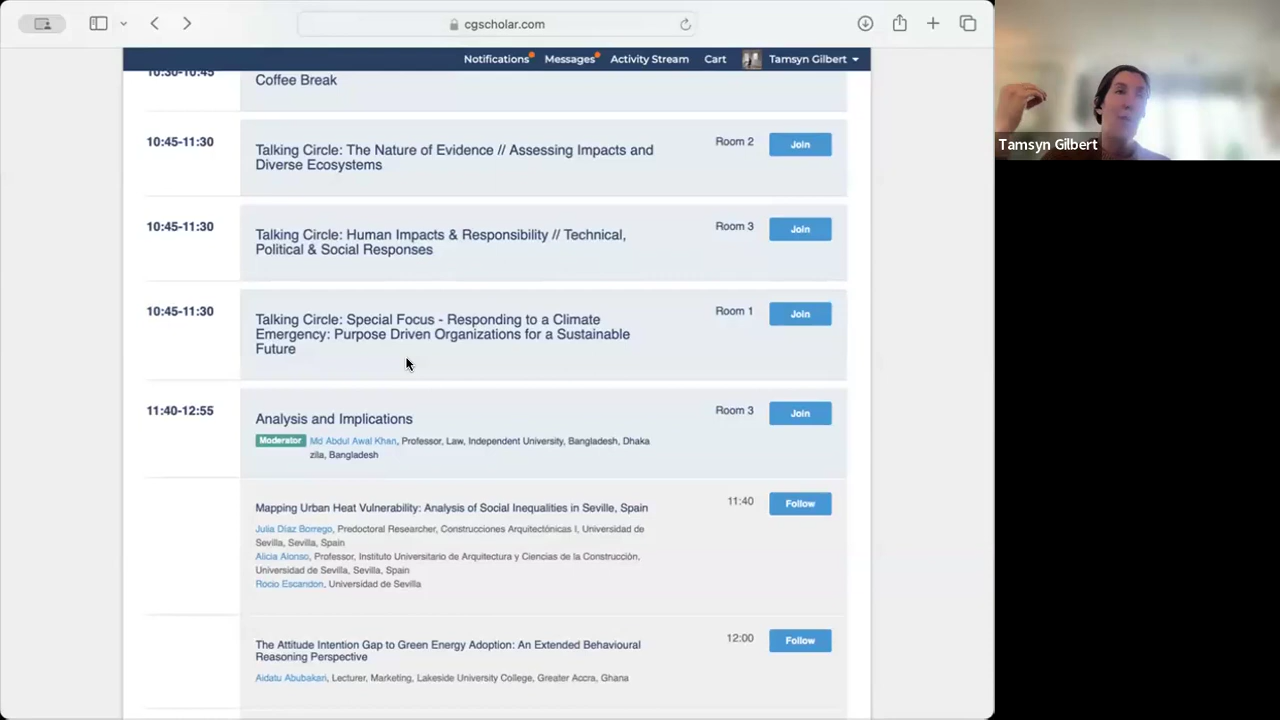 cgscholar.com
Notifications Messages Activity Stream Cart Tamsyn Gilbert
10:30-10:45 Coffee Break
10:45-11:30 Talking Circle: The Nature of Evidence // Assessing Impacts and Room 2 Join
Diverse Ecosystems
10:45-11:30 Talking Circle: Human Impacts & Responsibility // Technical, Room 3 Join
Political & Social Responses
10:45-11:30 Talking Circle: Special Focus - Responding to a Climate Room 1 Join
Emergency: Purpose Driven Organizations for a Sustainable
Future
11:40-12:55 Analysis and Implications Room 3 Join
Moderator Md Abdul Awal Khan, Professor, Law, Independent University, Bangladesh, Dhaka
zila, Bangladesh
Mapping Urban Heat Vulnerability: Analysis of Social Inequalities in Seville, Spain 11:40 Follow
Julia Díaz Borrego, Predoctoral Researcher, Construcciones Arquitectónicas I, Universidad de
Sevilla, Sevilla, Spain
Alicia Alonso, Professor, Instituto Universitario de Arquitectura y Ciencias de la Construcción,
Universidad de Sevilla, Sevilla, Spain
Rocío Escandon, Universidad de Sevilla
The Attitude Intention Gap to Green Energy Adoption: An Extended Behavioural 12:00 Follow
Reasoning Perspective
Aidatu Abubakari, Lecturer, Marketing, Lakeside University College, Greater Accra, Ghana
Tamsyn Gilbert